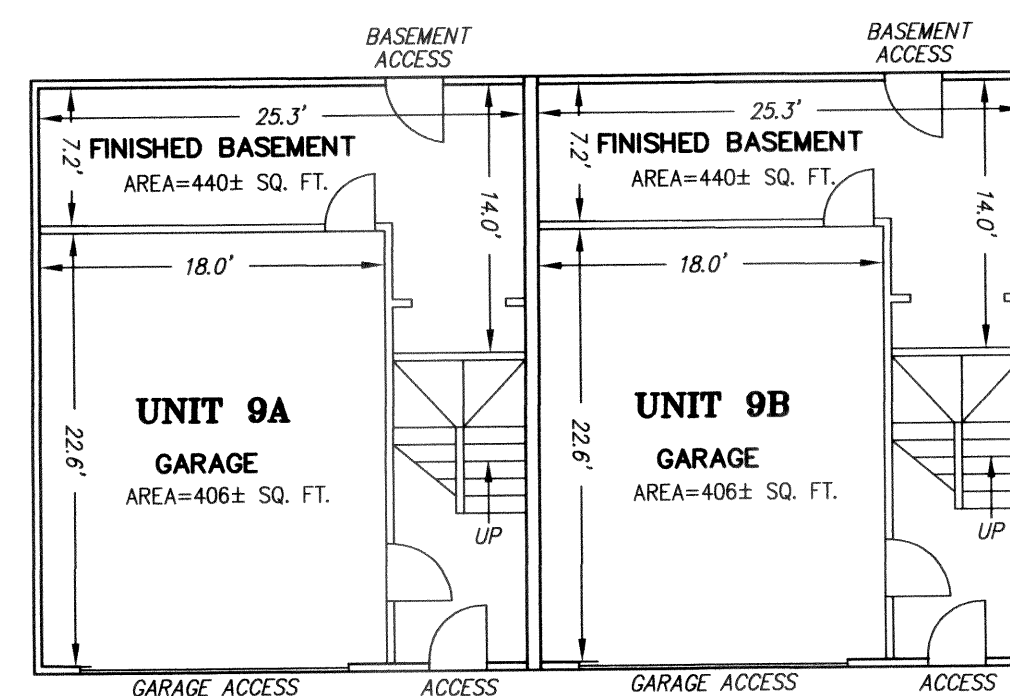 BASEMENT
ACCESS
25.3'
7.2'
FINISHED BASEMENT
AREA=440± SQ. FT.
14.0'
18.0'
22.6'
UNIT 9A
GARAGE
AREA=406± SQ. FT.
UP
GARAGE ACCESS
ACCESS
BASEMENT
ACCESS
25.3'
7.2'
FINISHED BASEMENT
AREA=440± SQ. FT.
14.0'
18.0'
22.6'
UNIT 9B
GARAGE
AREA=406± SQ. FT.
UP
GARAGE ACCESS
ACCESS